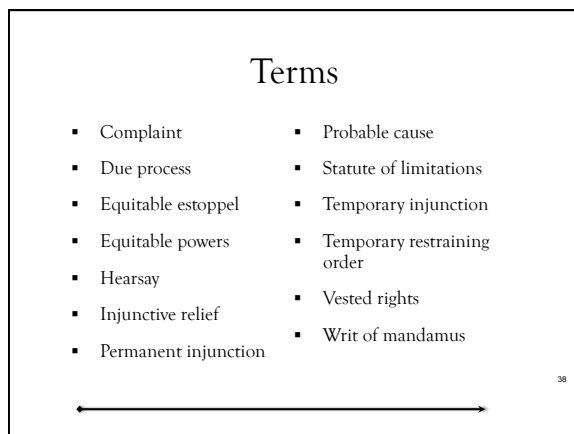 Terms
▪ Complaint
▪ Due process
▪ Equitable estoppel
▪ Equitable powers
▪ Hearsay
▪ Injunctive relief
▪ Permanent injunction
▪ Probable cause
▪ Statute of limitations
▪ Temporary injunction
▪ Temporary restraining
order
▪ Vested rights
▪ Writ of mandamus
38